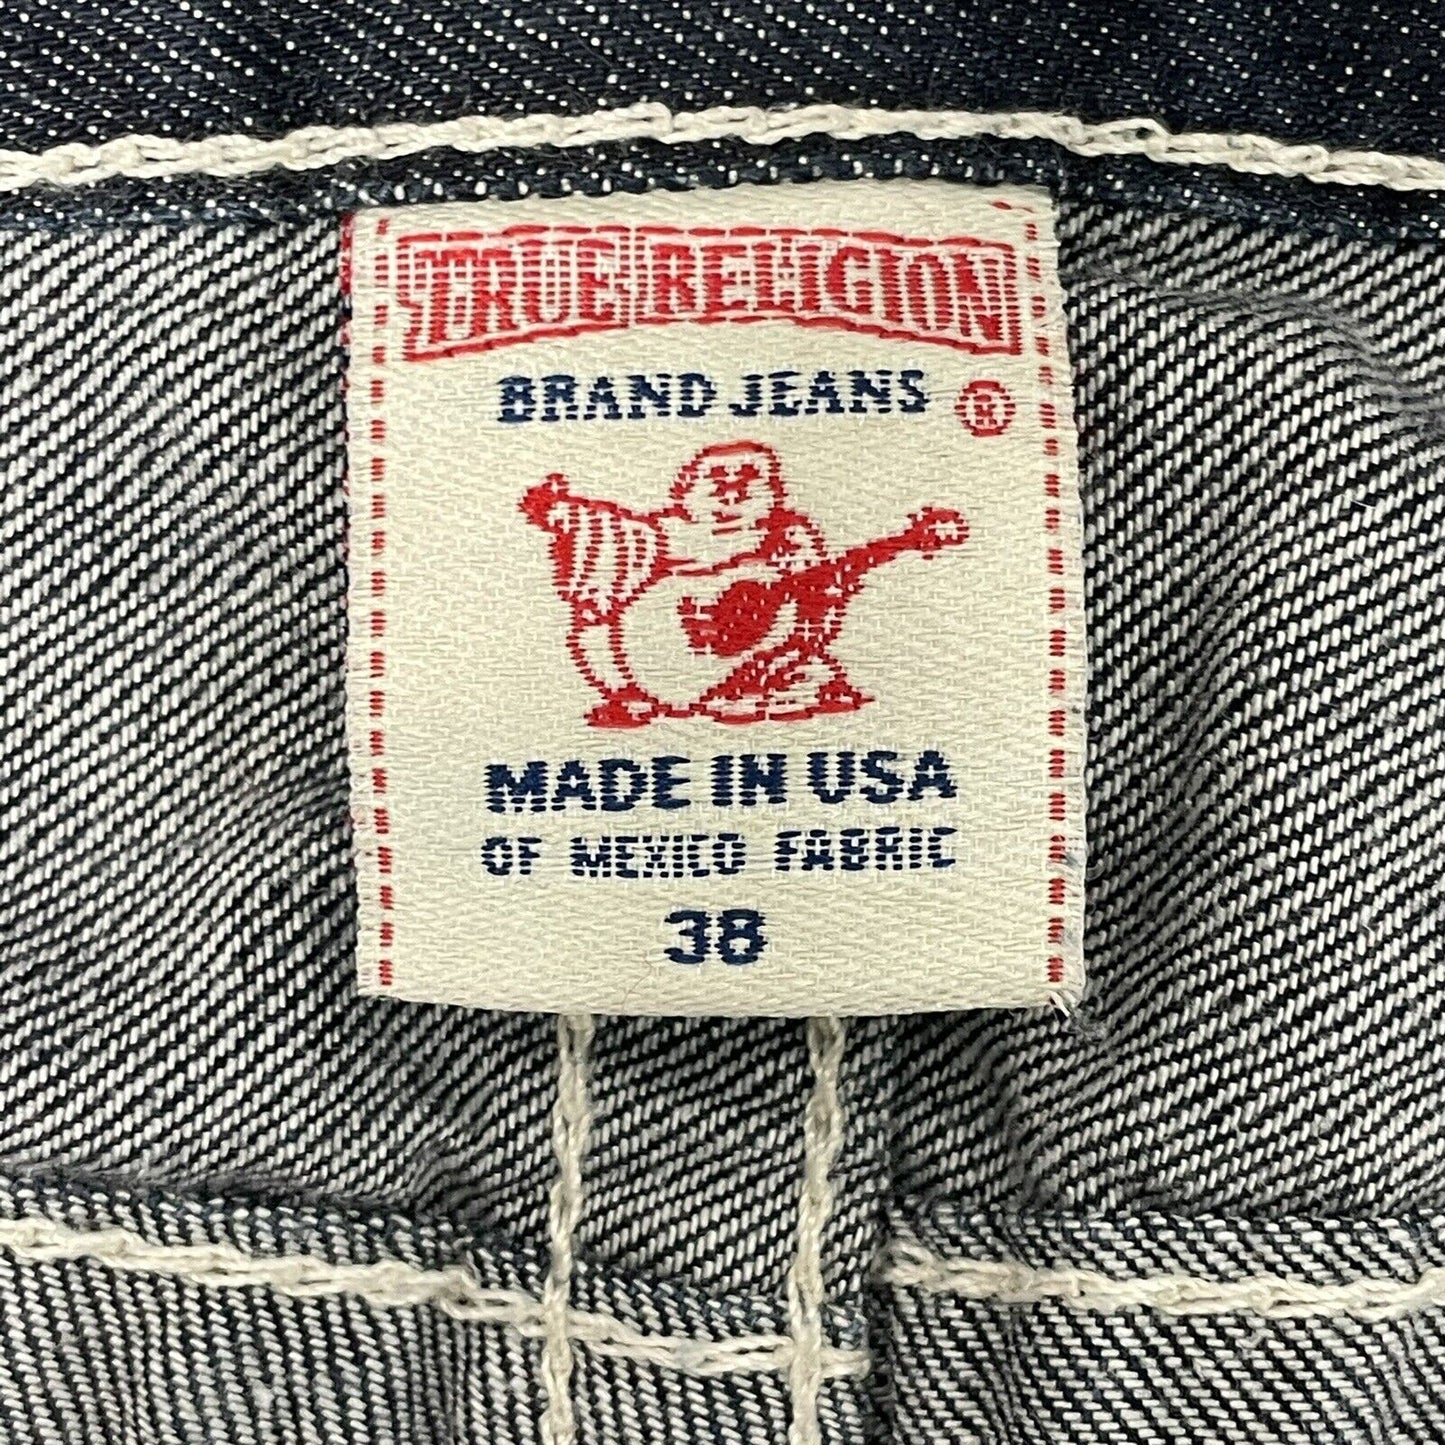 TRUE RELIGION
BRAND JEANS ®
MADE IN USA
OF MEXICO FABRIC
38